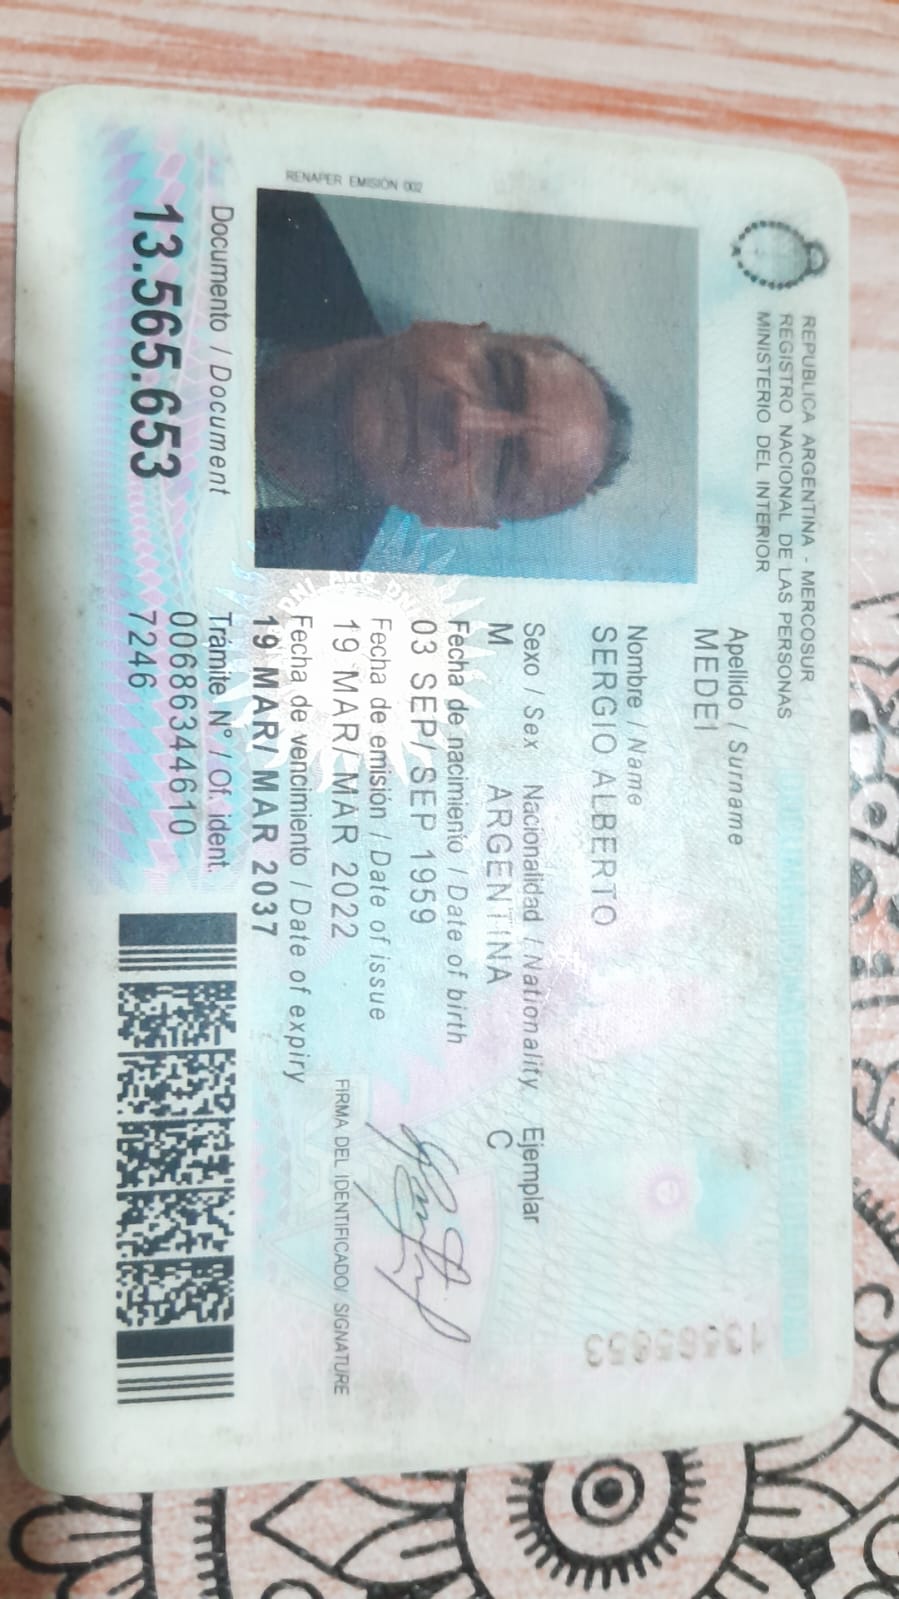 REPUBLICA ARGENTINA - MERCOSUR
REGISTRO NACIONAL DE LAS PERSONAS
MINISTERIO DEL INTERIOR
RENAPER EMISIÓN 002
Apellido / Surname
MEDEI
Nombre / Name
SERGIO ALBERTO
Sexo / Sex Nacionalidad / Nationality Ejemplar
M ARGENTINA C
Fecha de nacimiento / Date of birth
03 SEP/ SEP 1959
Fecha de emisión / Date of issue
19 MAR/ MAR 2022
Fecha de vencimiento / Date of expiry
19 MAR/ MAR 2037
FIRMA DEL IDENTIFICADO/ SIGNATURE
Documento / Document
13.565.653
Trámite N° / Of. ident.
00686344610
7246
13565653